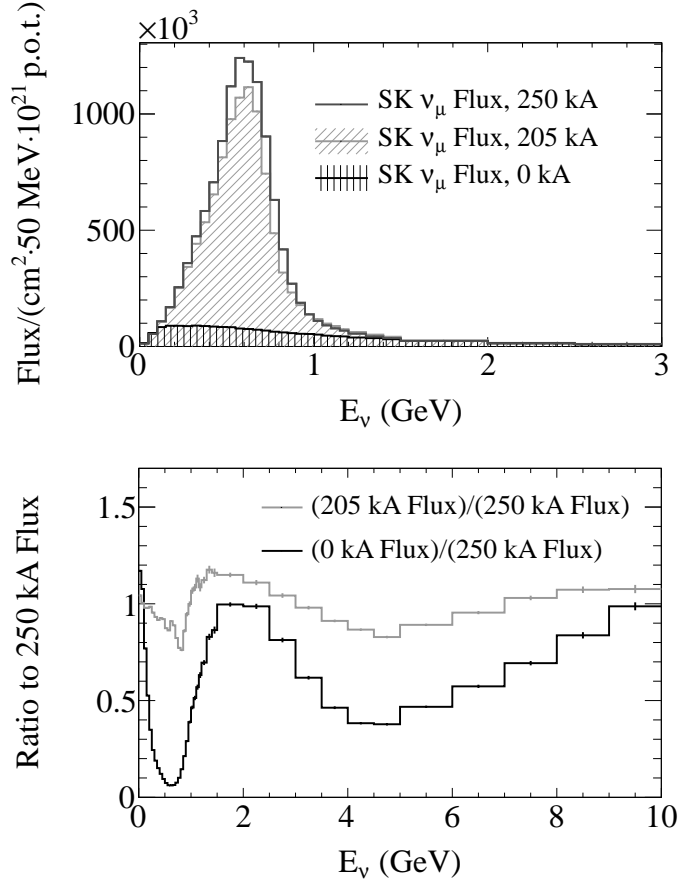 ×10³
Flux/(cm²·50 MeV·10²¹ p.o.t.)
1000
500
0
SK ν_μ Flux, 250 kA
SK ν_μ Flux, 205 kA
SK ν_μ Flux, 0 kA
0 1 2 3
E_ν (GeV)
Ratio to 250 kA Flux
1.5
1
0.5
0
(205 kA Flux)/(250 kA Flux)
(0 kA Flux)/(250 kA Flux)
0 2 4 6 8 10
E_ν (GeV)